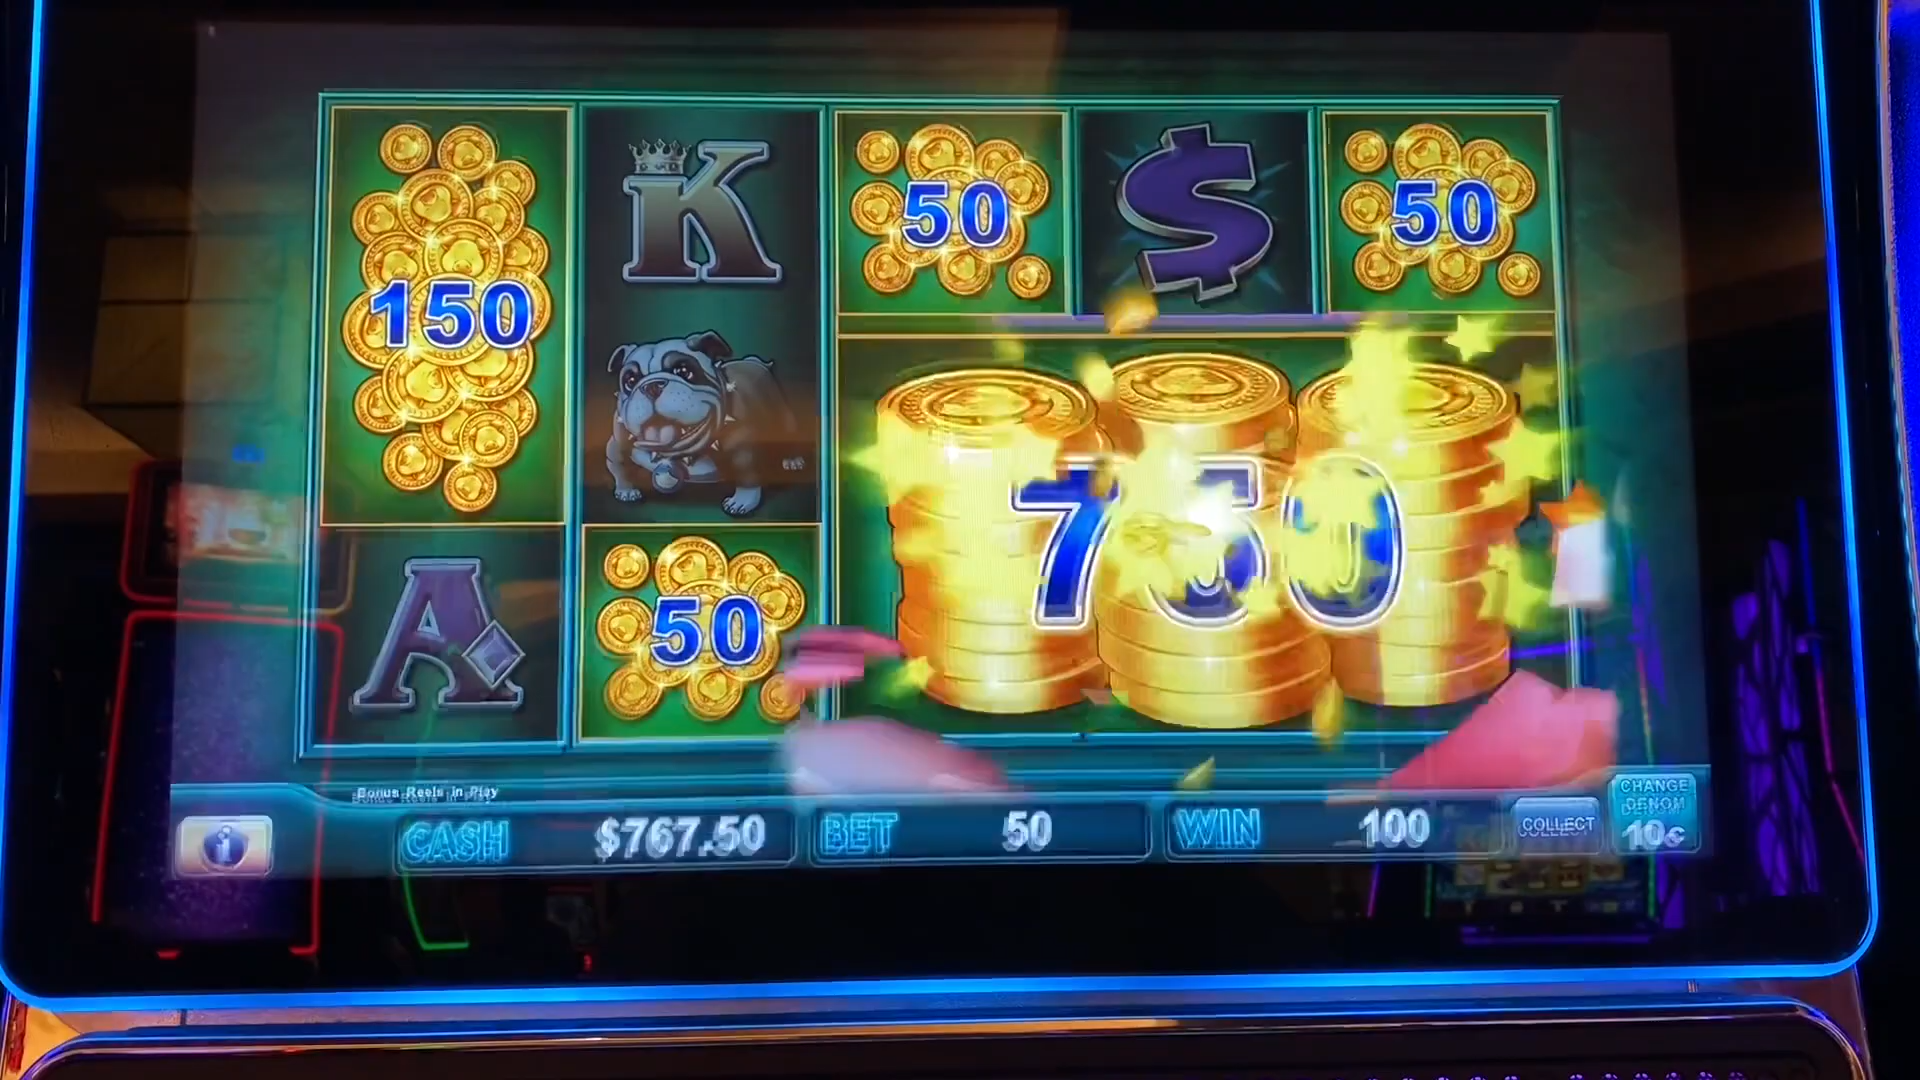 K
50
50
150
750
A
50
Bonus Reels In Play
CASH $767.50 BET 50 WIN 100 COLLECT
CHANGE
DENOM
10¢